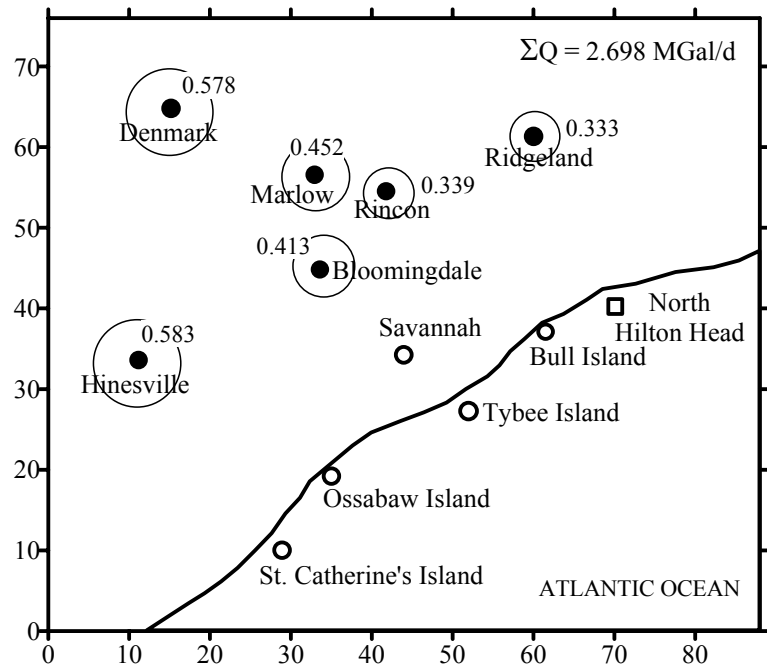 ΣQ = 2.698 MGal/d
70
0.578
Denmark
60
0.333
Ridgeland
0.452
Marlow
0.339
Rincon
50
0.413
Bloomingdale
40
North
Hilton Head
0.583
Hinesville
Savannah
Bull Island
30
Tybee Island
20
Ossabaw Island
10
St. Catherine's Island
ATLANTIC OCEAN
0
0 10 20 30 40 50 60 70 80